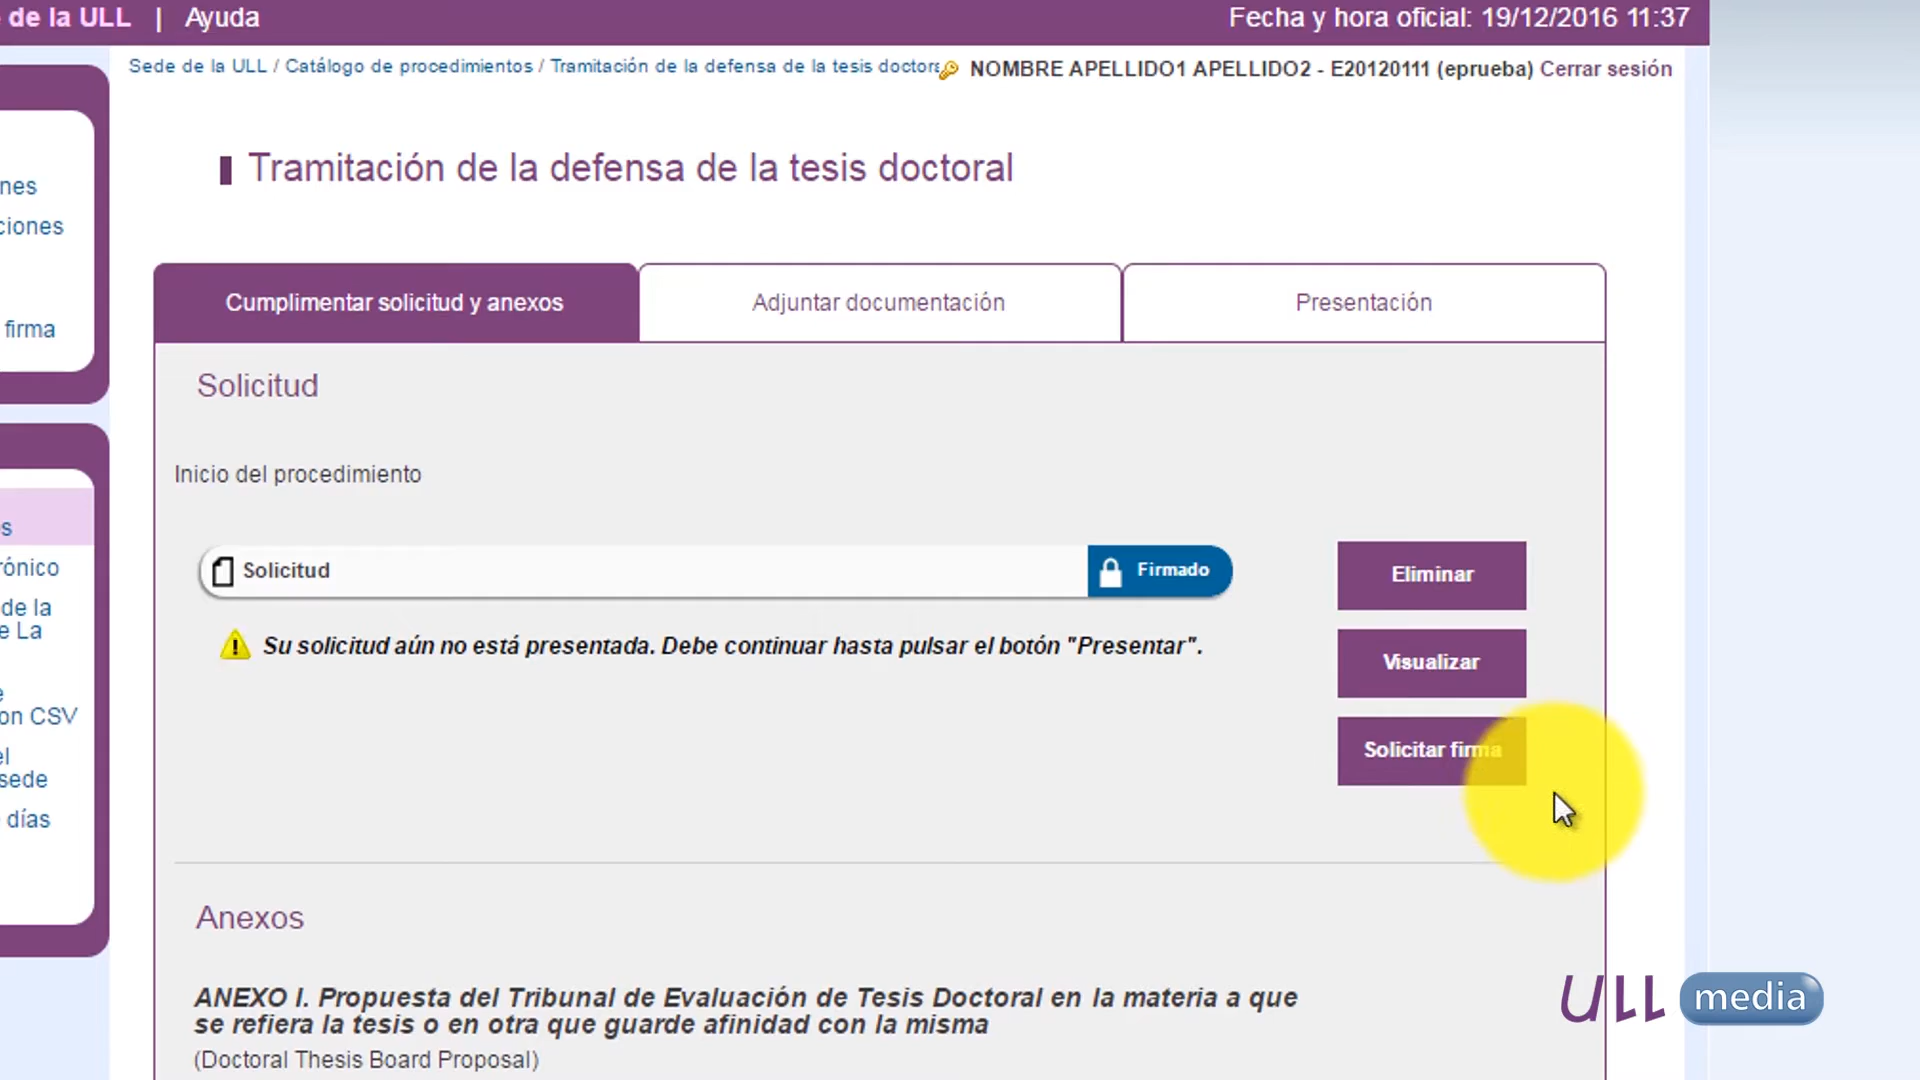 de la ULL | Ayuda
Fecha y hora oficial: 19/12/2016 11:37
Sede de la ULL / Catálogo de procedimientos / Tramitación de la defensa de la tesis doctora
NOMBRE APELLIDO1 APELLIDO2 - E20120111 (eprueba) Cerrar sesión
nes
ciones
firma
s
rónico
de la
e La
e
on CSV
el
sede
días
Tramitación de la defensa de la tesis doctoral
Cumplimentar solicitud y anexos
Adjuntar documentación
Presentación
Solicitud
Inicio del procedimiento
Solicitud
Firmado
Eliminar
Su solicitud aún no está presentada. Debe continuar hasta pulsar el botón "Presentar".
Visualizar
Solicitar firma
Anexos
ANEXO I. Propuesta del Tribunal de Evaluación de Tesis Doctoral en la materia a que
se refiera la tesis o en otra que guarde afinidad con la misma
(Doctoral Thesis Board Proposal)
ULL media